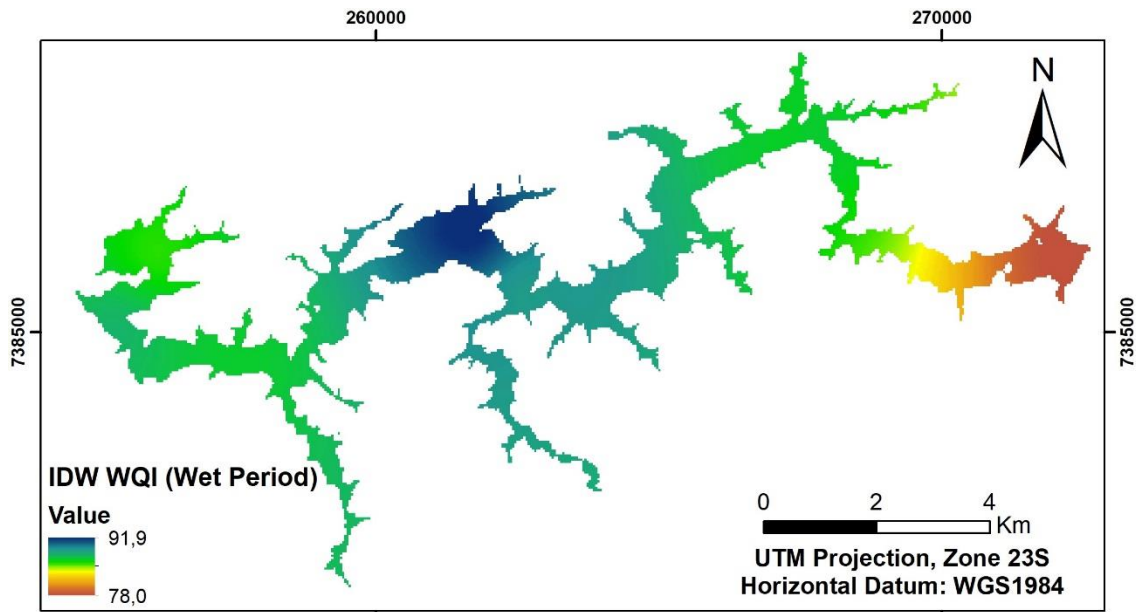 260000 270000
N
7385000 7385000
IDW WQI (Wet Period)
Value
91,9
78,0
0 2 4
Km
UTM Projection, Zone 23S
Horizontal Datum: WGS1984